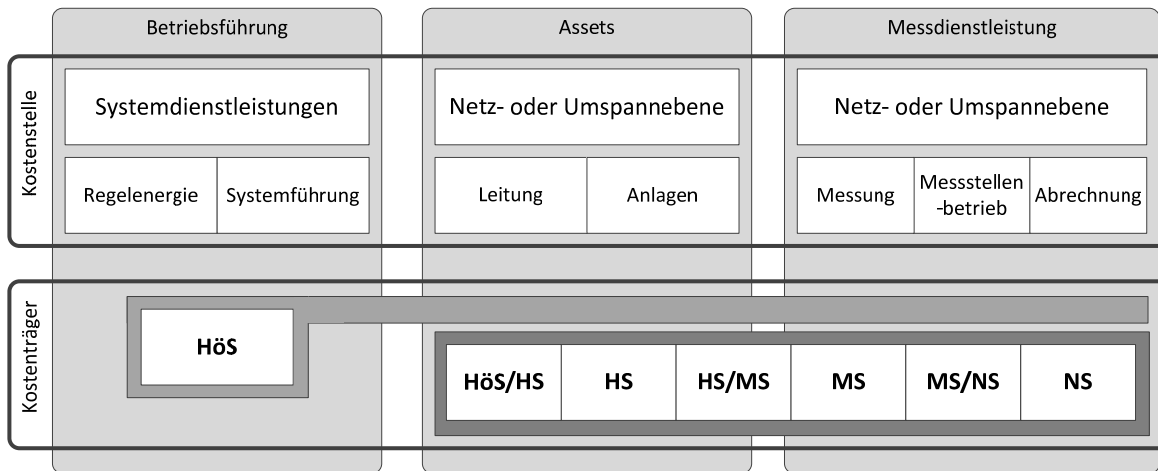 Betriebsführung
Assets
Messdienstleistung
Kostenstelle
Systemdienstleistungen
Netz- oder Umspannebene
Netz- oder Umspannebene
Regelenergie
Systemführung
Leitung
Anlagen
Messung
Messstellen
-betrieb
Abrechnung
Kostenträger
HöS
HöS/HS
HS
HS/MS
MS
MS/NS
NS